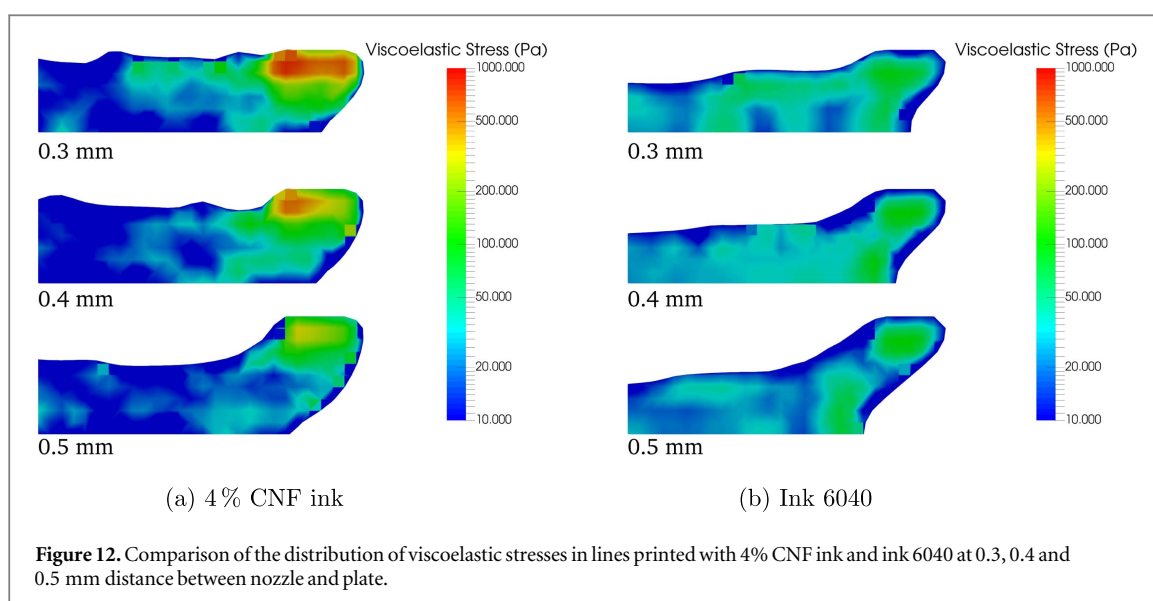 Viscoelastic Stress (Pa)
1000.000
500.000
200.000
100.000
50.000
20.000
10.000
0.3 mm
0.4 mm
0.5 mm
(a) 4 % CNF ink
Viscoelastic Stress (Pa)
1000.000
500.000
200.000
100.000
50.000
20.000
10.000
0.3 mm
0.4 mm
0.5 mm
(b) Ink 6040
Figure 12. Comparison of the distribution of viscoelastic stresses in lines printed with 4% CNF ink and ink 6040 at 0.3, 0.4 and
0.5 mm distance between nozzle and plate.